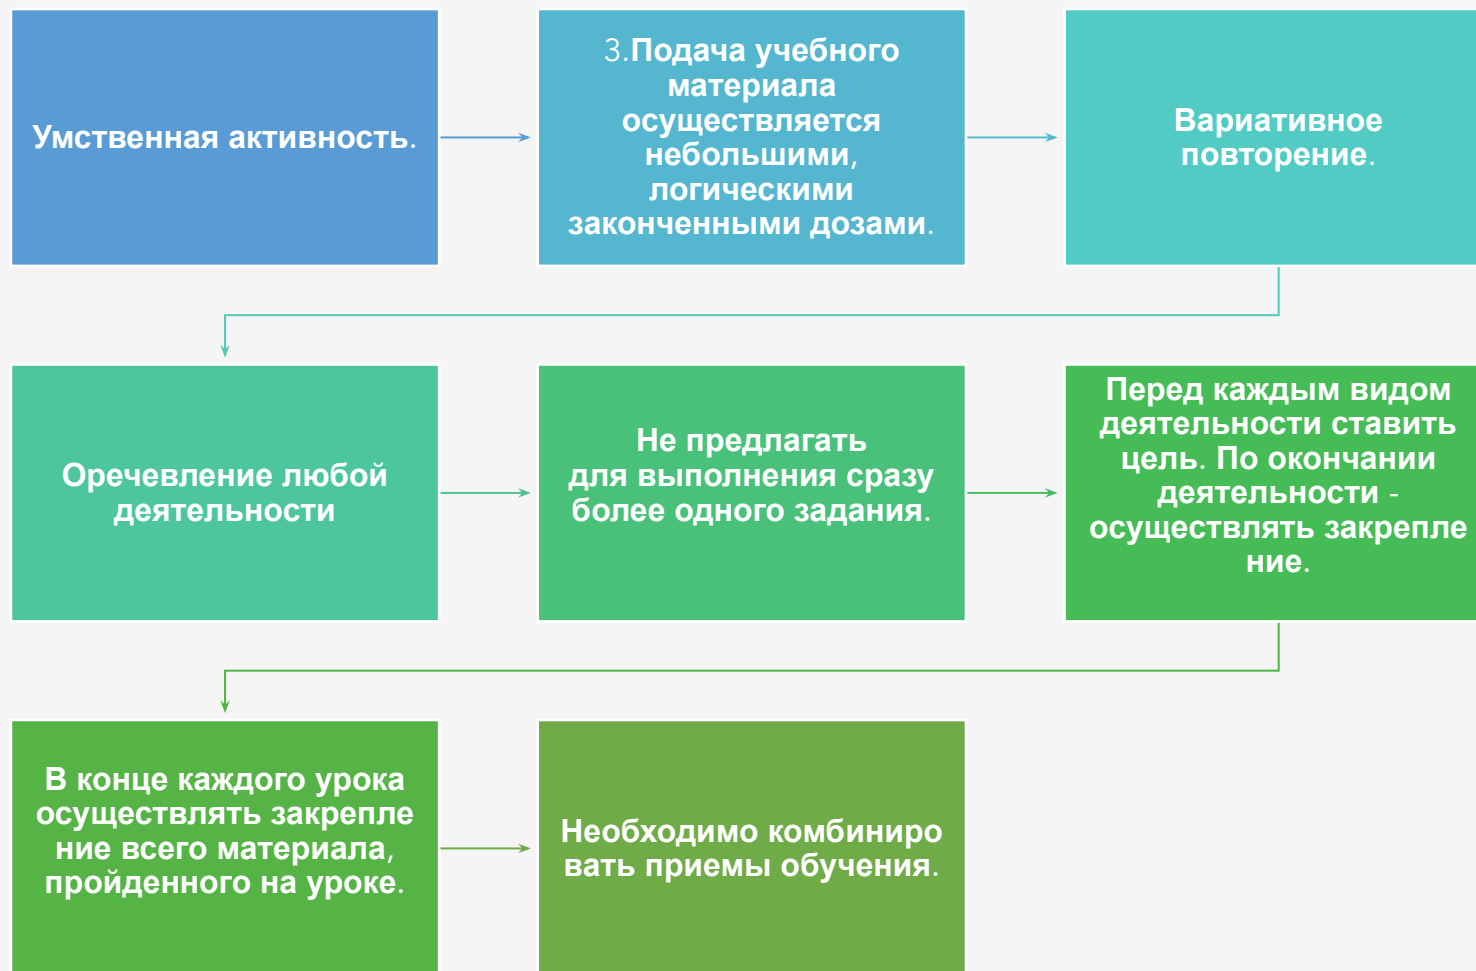 Умственная активность.
3.Подача учебного
материала
осуществляется
небольшими,
логическими
законченными дозами.
Вариативное
повторение.
Оречевление любой
деятельности
Не предлагать
для выполнения сразу
более одного задания.
Перед каждым видом
деятельности ставить
цель. По окончании
деятельности -
осуществлять закрепле
ние.
В конце каждого урока
осуществлять закрепле
ние всего материала,
пройденного на уроке.
Необходимо комбиниро
вать приемы обучения.